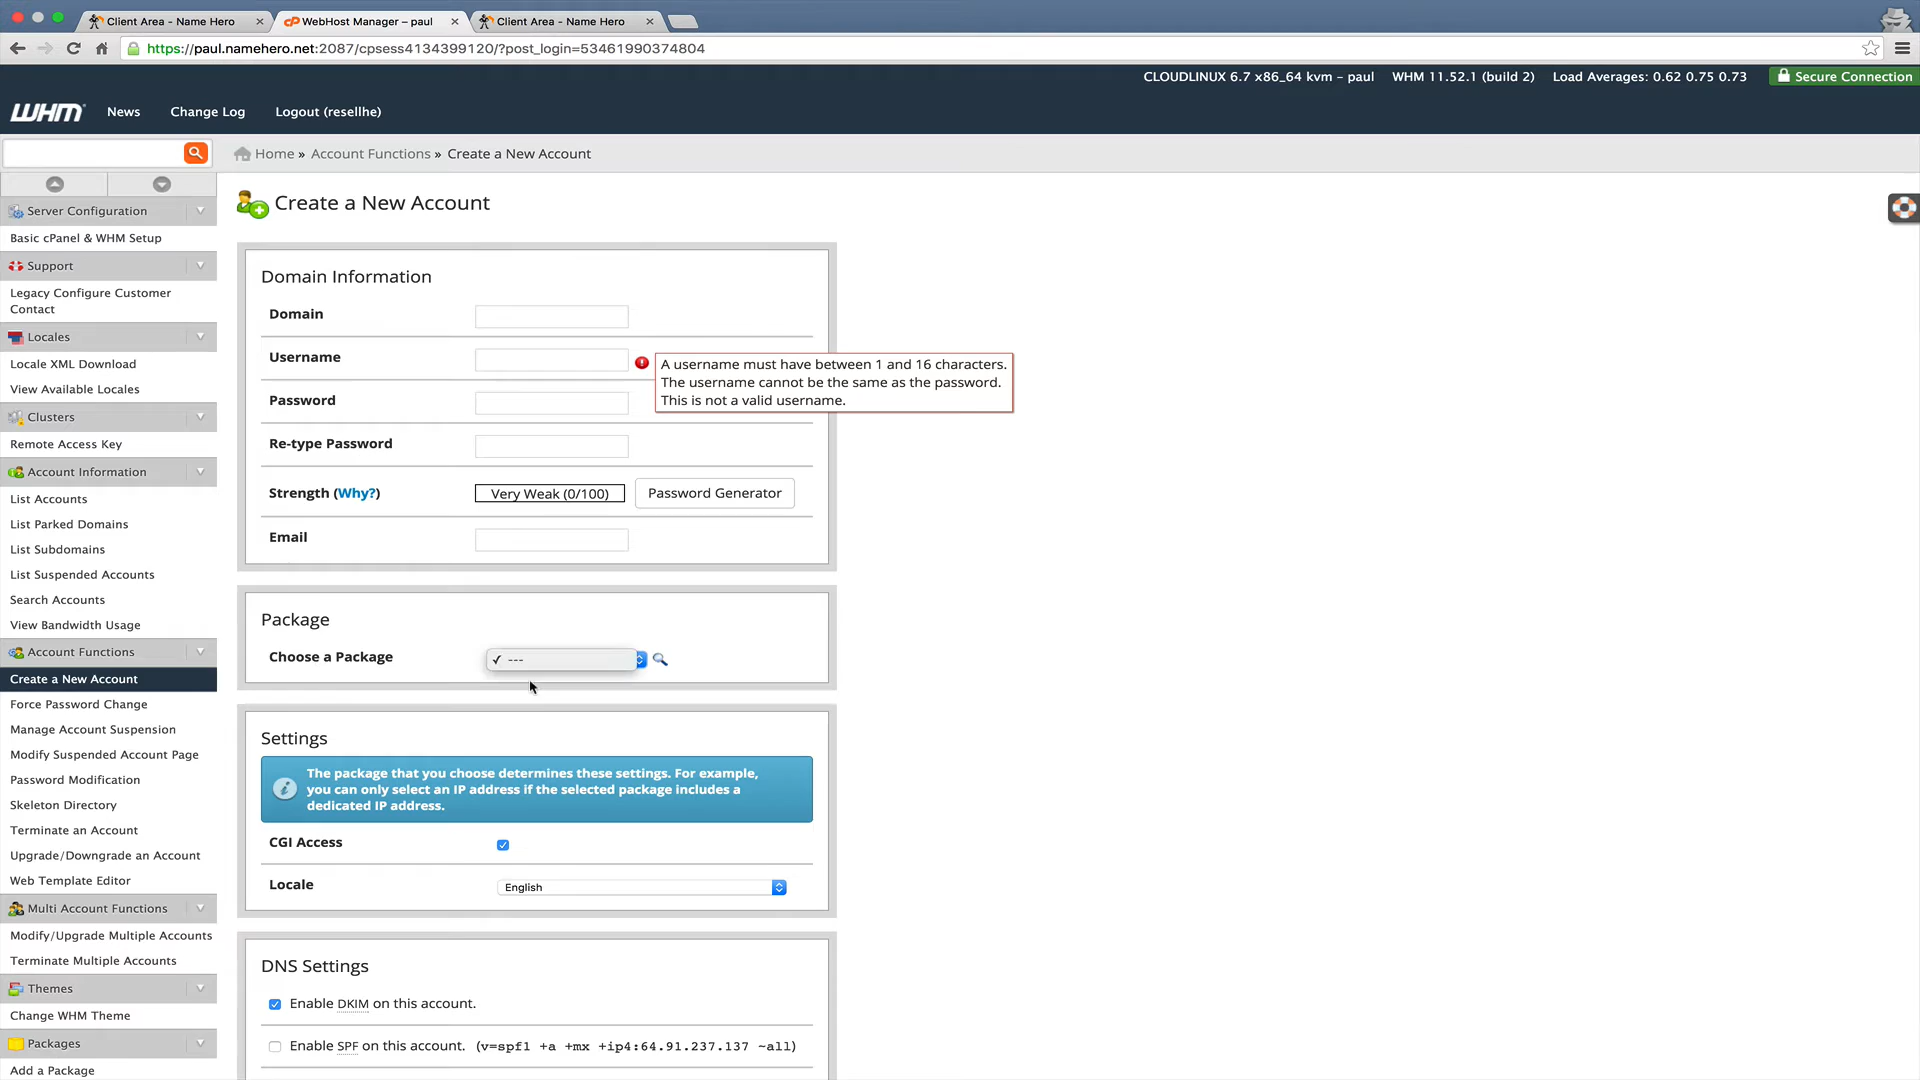 Client Area - Name Hero
WebHost Manager – paul
Client Area - Name Hero
https://paul.namehero.net:2087/cpsess4134399120/?post_login=53461990374804
CLOUDLINUX 6.7 x86_64 kvm – paul
WHM 11.52.1 (build 2)
Load Averages: 0.62 0.75 0.73
Secure Connection
WHM
News
Change Log
Logout (resellhe)
Home » Account Functions » Create a New Account
Server Configuration
Basic cPanel & WHM Setup
Support
Legacy Configure Customer
Contact
Locales
Locale XML Download
View Available Locales
Clusters
Remote Access Key
Account Information
List Accounts
List Parked Domains
List Subdomains
List Suspended Accounts
Search Accounts
View Bandwidth Usage
Account Functions
Create a New Account
Force Password Change
Manage Account Suspension
Modify Suspended Account Page
Password Modification
Skeleton Directory
Terminate an Account
Upgrade/Downgrade an Account
Web Template Editor
Multi Account Functions
Modify/Upgrade Multiple Accounts
Terminate Multiple Accounts
Themes
Change WHM Theme
Packages
Add a Package
Create a New Account
Domain Information
Domain
Username
A username must have between 1 and 16 characters.
The username cannot be the same as the password.
This is not a valid username.
Password
Re-type Password
Strength (Why?)
Very Weak (0/100)
Password Generator
Email
Package
Choose a Package
✓ ---
Settings
The package that you choose determines these settings. For example,
you can only select an IP address if the selected package includes a
dedicated IP address.
CGI Access
Locale
English
DNS Settings
Enable DKIM on this account.
Enable SPF on this account. (v=spf1 +a +mx +ip4:64.91.237.137 ~all)